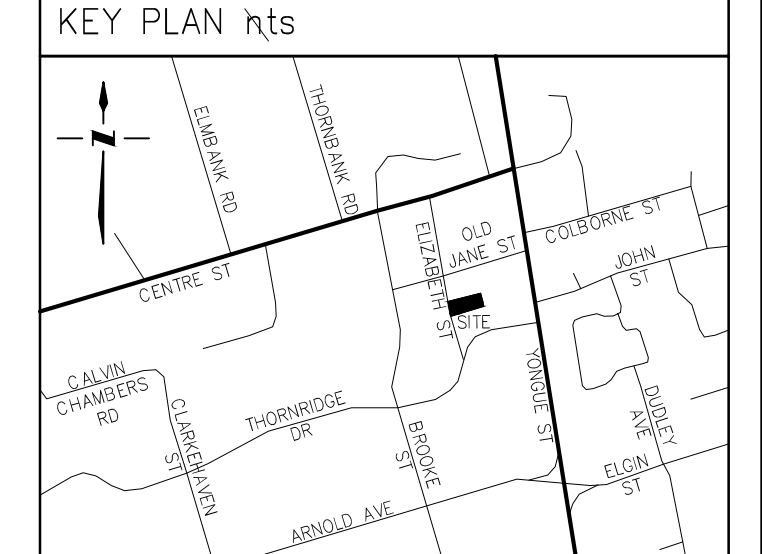 KEY PLAN nts
N
ELMBANK RD
THORNBANK RD
CENTRE ST
ELIZABETH ST
OLD
JANE ST
COLBORNE ST
JOHN
ST
SITE
YONGUE ST
CALVIN
CHAMBERS
RD
CLARKEHAVEN
ST
THORNRIDGE
DR
BROOKE
ST
DUDLEY
AVE
ELGIN
ST
ARNOLD AVE